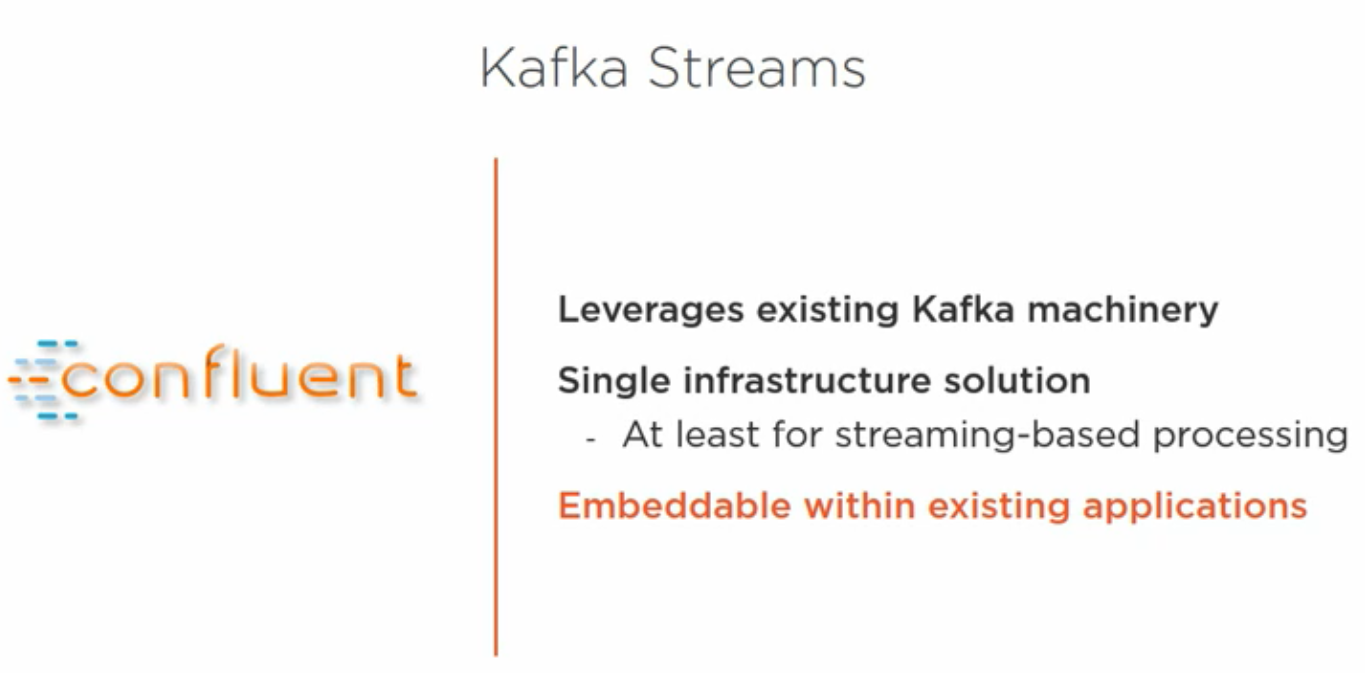 Kafka Streams
confluent
Leverages existing Kafka machinery
Single infrastructure solution
- At least for streaming-based processing
Embeddable within existing applications